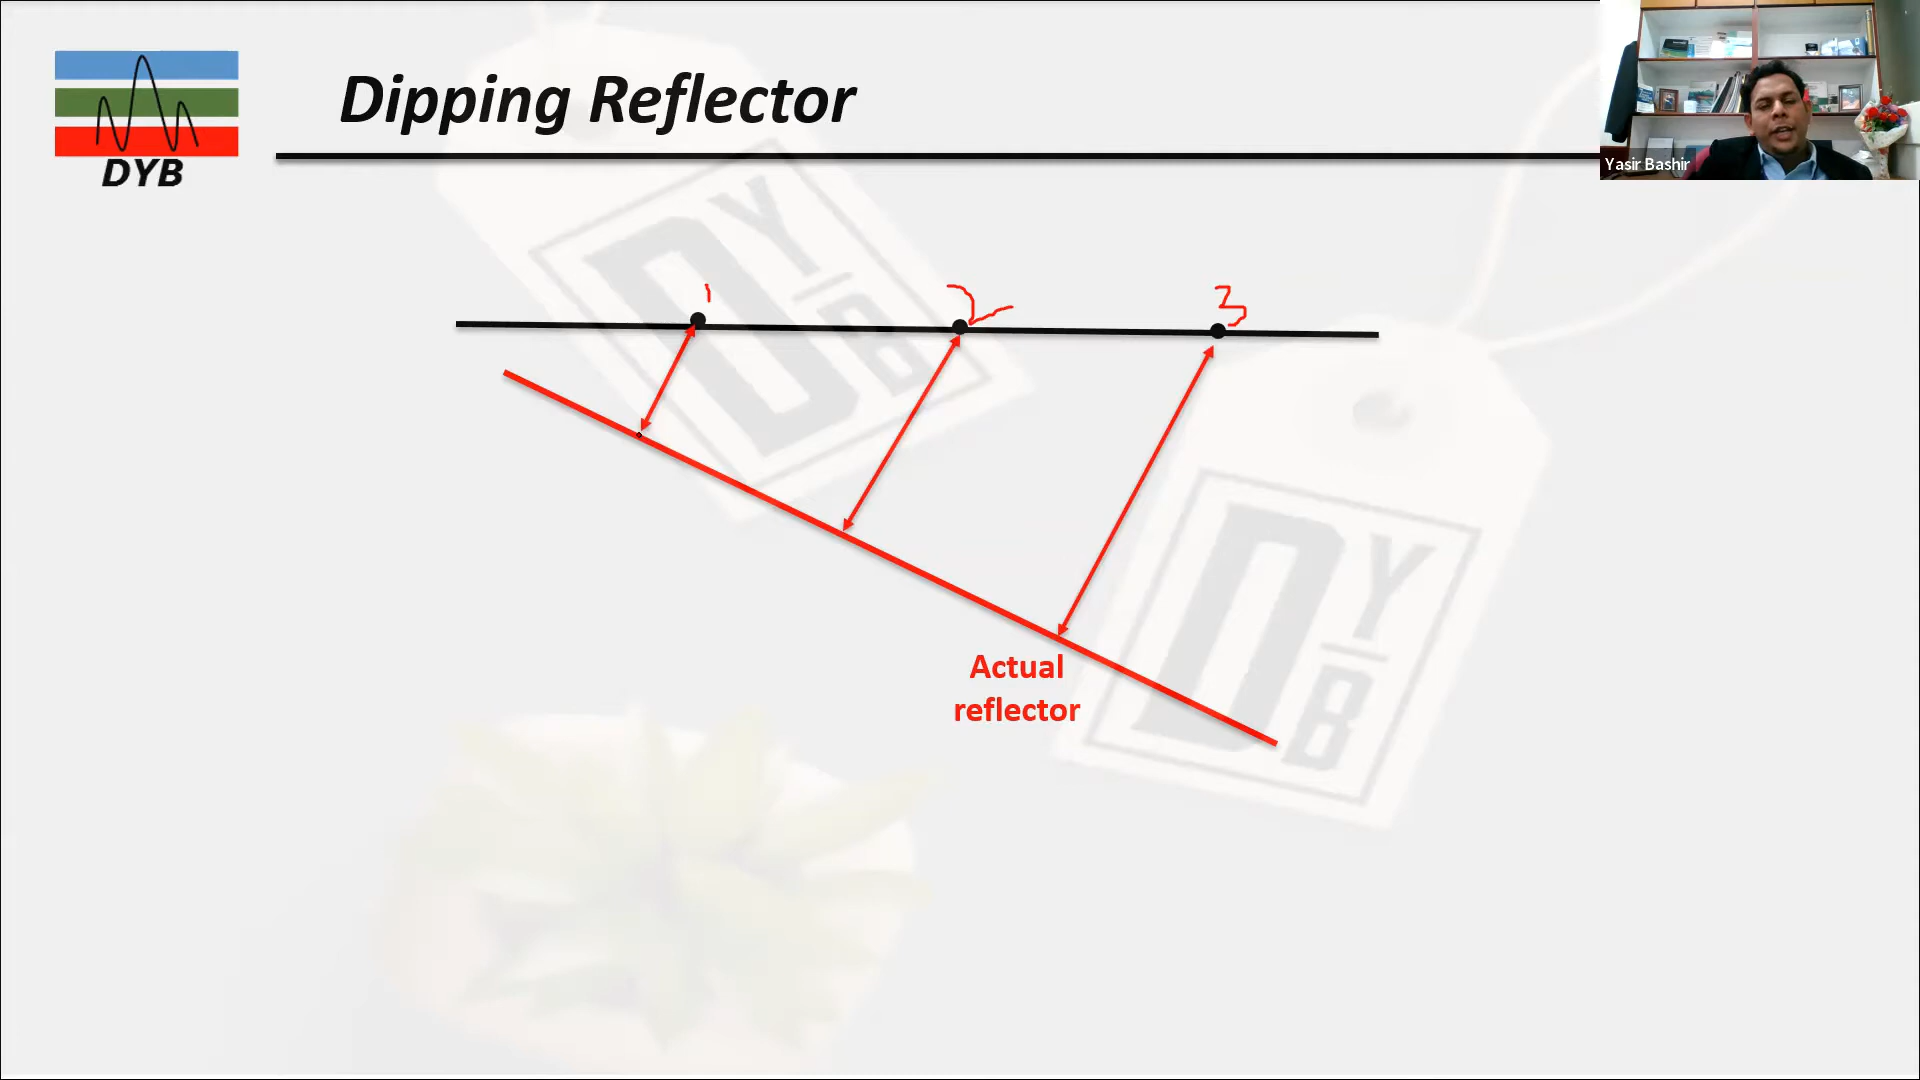 Dipping Reflector
DYB
Yasir Bashir
1
2
3
Actual
reflector
D
Y
B
D
Y
B